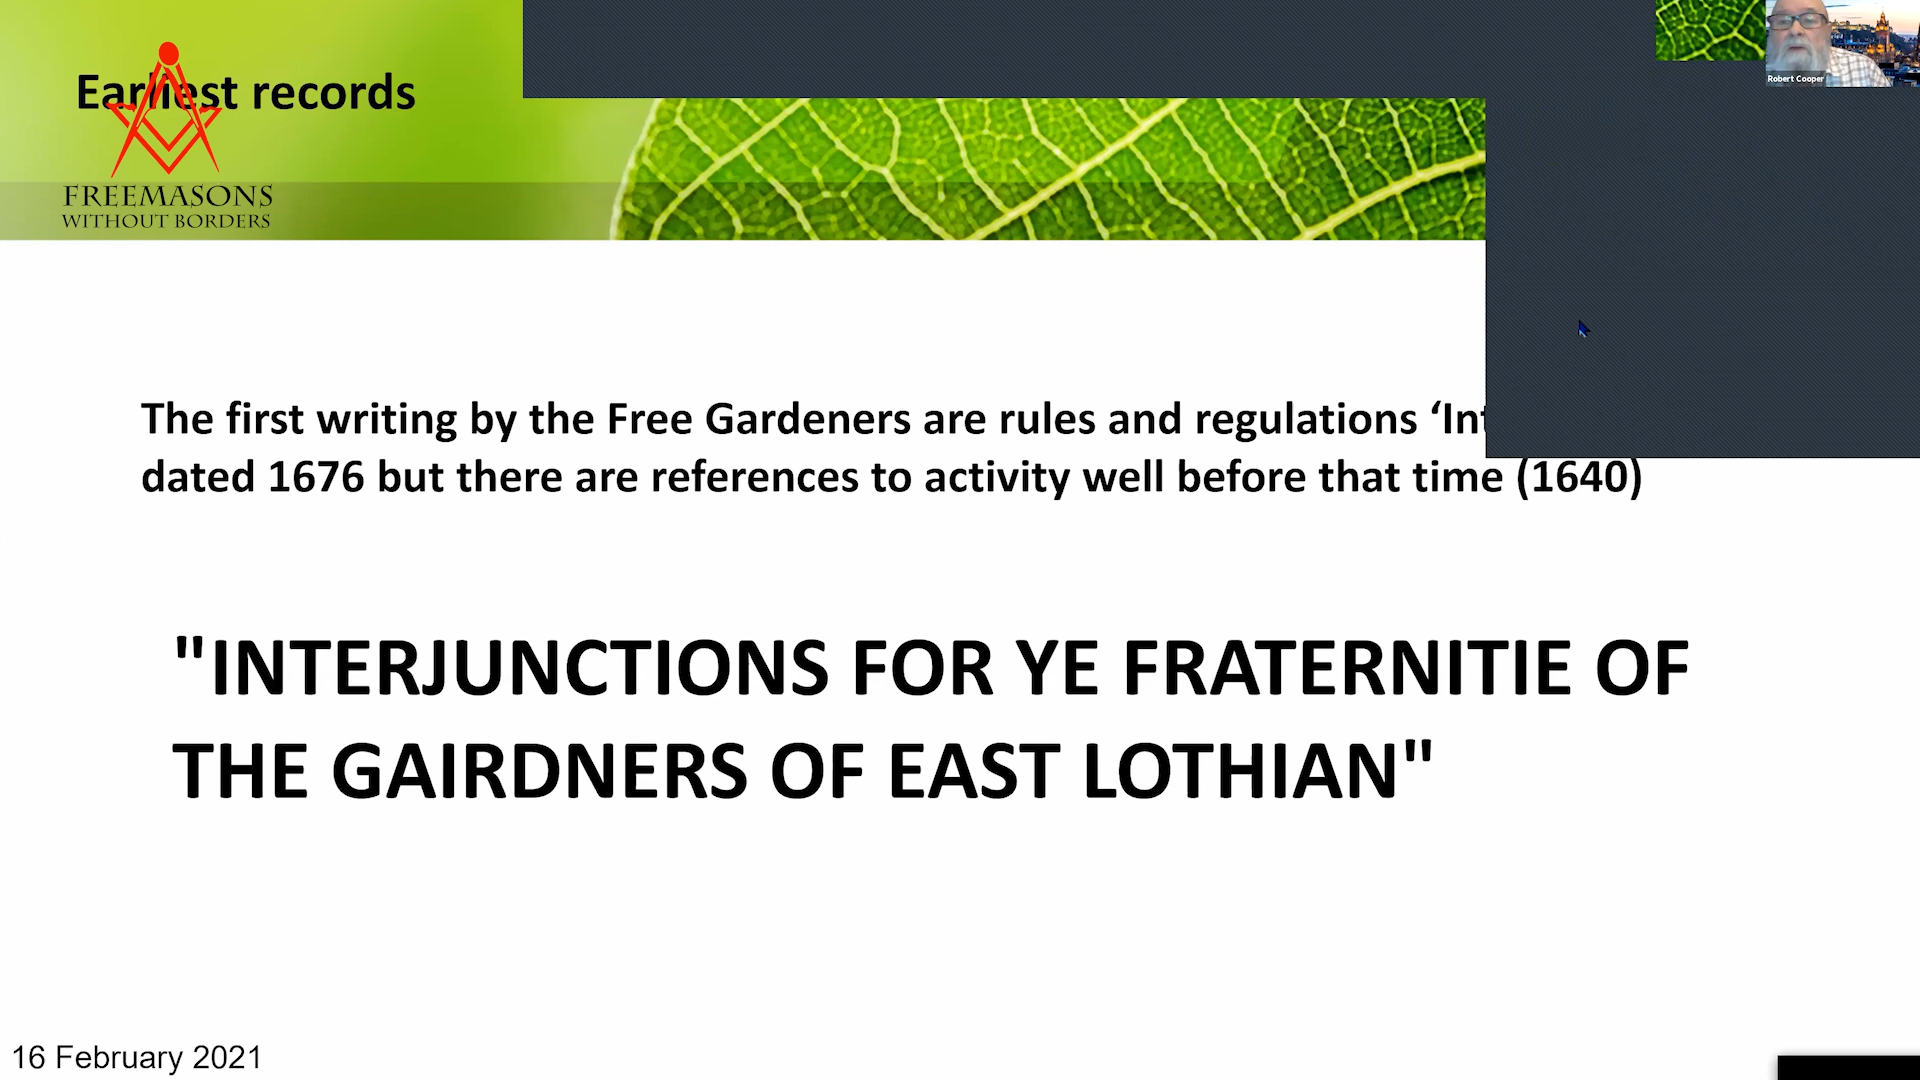 Earliest records
FREEMASONS
WITHOUT BORDERS
Robert Cooper
The first writing by the Free Gardeners are rules and regulations ‘Int
dated 1676 but there are references to activity well before that time (1640)
"INTERJUNCTIONS FOR YE FRATERNITIE OF
THE GAIRDNERS OF EAST LOTHIAN"
16 February 2021